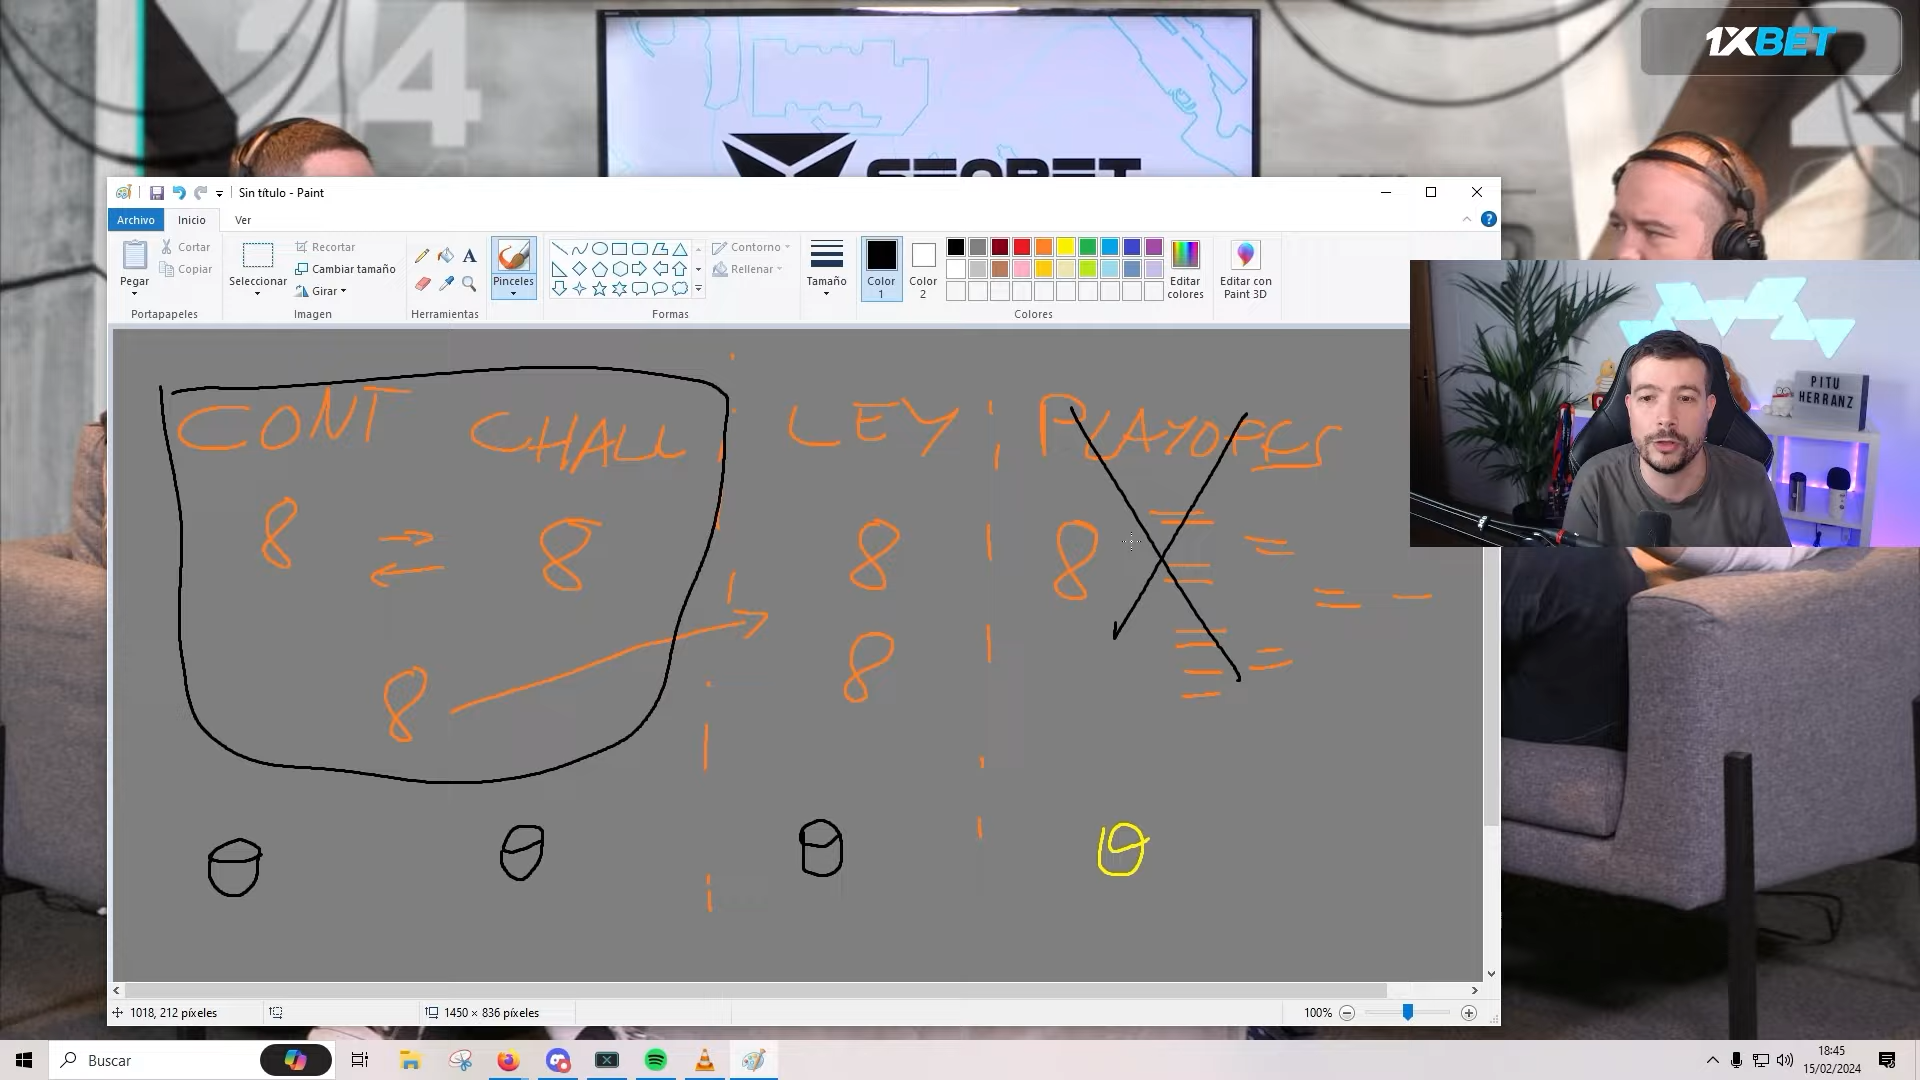 24
1XBET
Sin título - Paint
Archivo
Inicio
Ver
Pegar
Cortar
Copiar
Portapapeles
Seleccionar
Recortar
Cambiar tamaño
Girar
Imagen
A
Herramientas
Pinceles
Formas
Contorno
Rellenar
Tamaño
Color 1
Color 2
Colores
Editar colores
Editar con Paint 3D
PITU
HERRANZ
CONT CHALL LEY PLAYOFFS
8 8 8 8
8 8
1018, 212 píxeles
1450 × 836 píxeles
100%
Buscar
18:45
15/02/2024